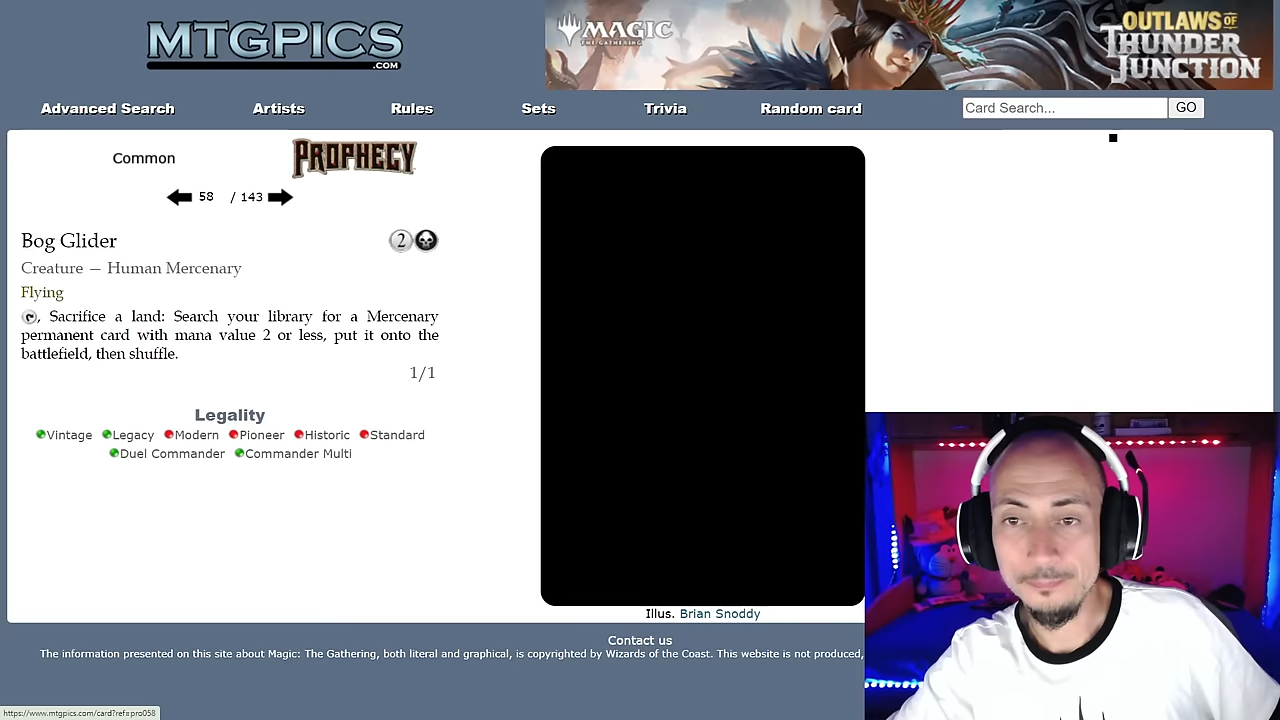 MTGPICS
.COM
MAGIC
THE GATHERING
OUTLAWS OF
THUNDER
JUNCTION
Advanced Search
Artists
Rules
Sets
Trivia
Random card
Card Search...
GO
Common
PROPHECY
58 / 143
Bog Glider
2
Creature — Human Mercenary
Flying
, Sacrifice a land: Search your library for a Mercenary
permanent card with mana value 2 or less, put it onto the
battlefield, then shuffle.
1/1
Legality
Vintage Legacy Modern Pioneer Historic Standard
Duel Commander Commander Multi
Illus. Brian Snoddy
Contact us
The information presented on this site about Magic: The Gathering, both literal and graphical, is copyrighted by Wizards of the Coast. This website is not produced,
https://www.mtgpics.com/card?ref=pro058